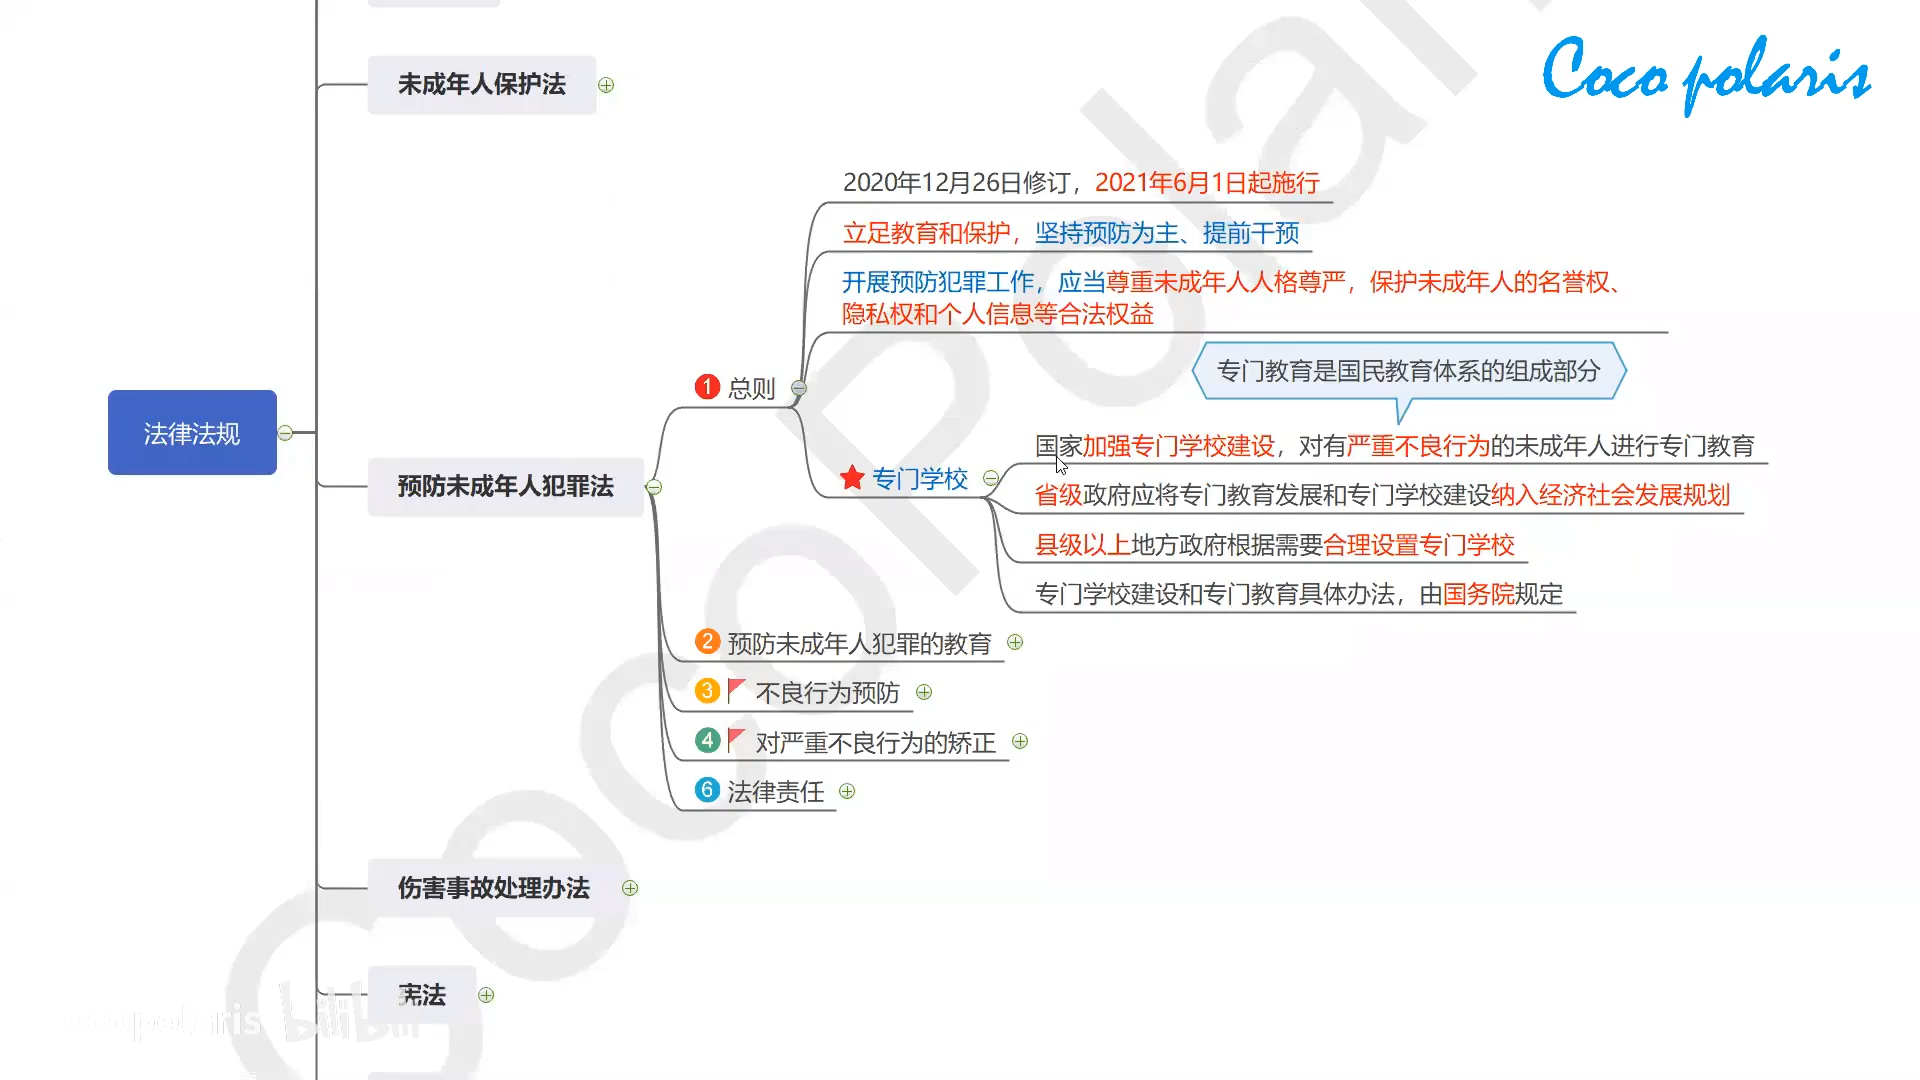 Coco polaris
未成年人保护法
2020年12月26日修订，2021年6月1日起施行
立足教育和保护，坚持预防为主、提前干预
开展预防犯罪工作，应当尊重未成年人人格尊严，保护未成年人的名誉权、
隐私权和个人信息等合法权益
专门教育是国民教育体系的组成部分
1 总则
法律法规
国家加强专门学校建设，对有严重不良行为的未成年人进行专门教育
专门学校
预防未成年人犯罪法
省级政府应将专门教育发展和专门学校建设纳入经济社会发展规划
县级以上地方政府根据需要合理设置专门学校
专门学校建设和专门教育具体办法，由国务院规定
2 预防未成年人犯罪的教育
3 不良行为预防
4 对严重不良行为的矫正
6 法律责任
伤害事故处理办法
宪法
cocopolaris bilibili
CocoPolar